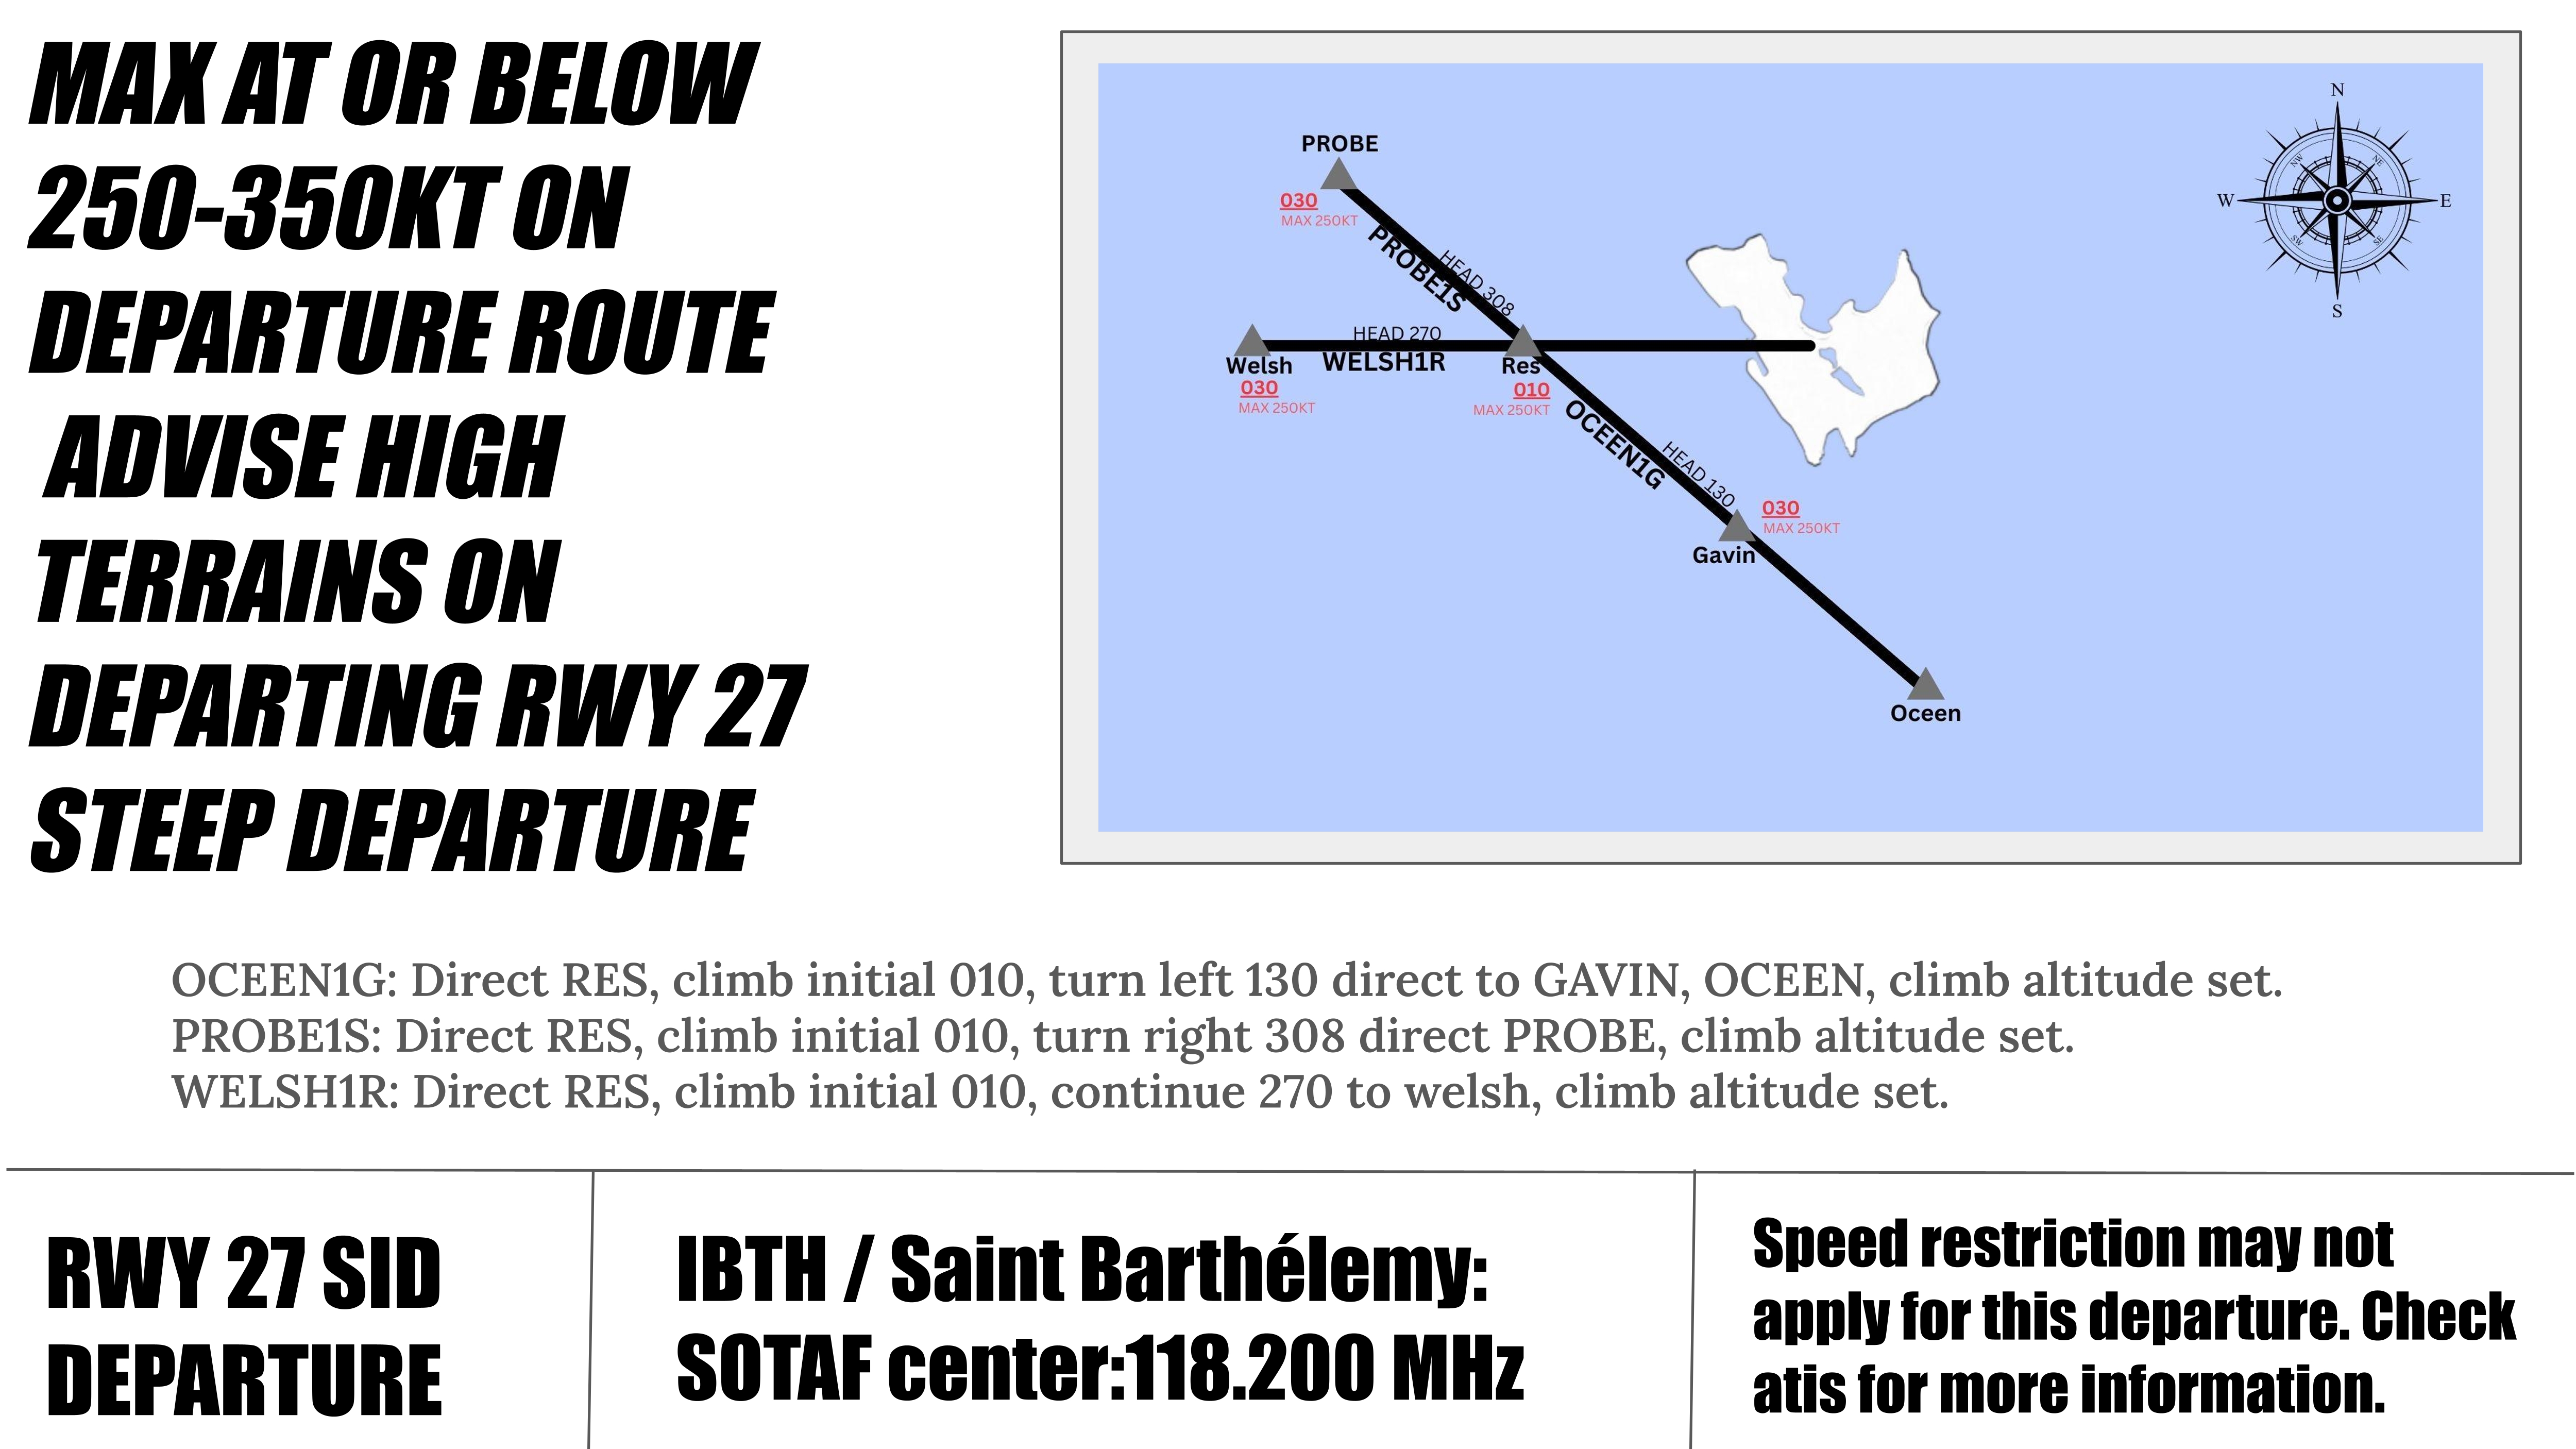 MAX AT OR BELOW
250-350KT ON
DEPARTURE ROUTE
ADVISE HIGH
TERRAINS ON
DEPARTING RWY 27
STEEP DEPARTURE
N
NW
NE
W
E
SW
SE
S
PROBE
030
MAX 250KT
PROBE1S
HEAD 308
HEAD 270
Welsh
WELSH1R
Res
030
MAX 250KT
010
MAX 250KT
OCEEN1G
HEAD 130
030
MAX 250KT
Gavin
Oceen
OCEEN1G: Direct RES, climb initial 010, turn left 130 direct to GAVIN, OCEEN, climb altitude set.
PROBE1S: Direct RES, climb initial 010, turn right 308 direct PROBE, climb altitude set.
WELSH1R: Direct RES, climb initial 010, continue 270 to welsh, climb altitude set.
RWY 27 SID
DEPARTURE
IBTH / Saint Barthélemy:
SOTAF center:118.200 MHz
Speed restriction may not
apply for this departure. Check
atis for more information.